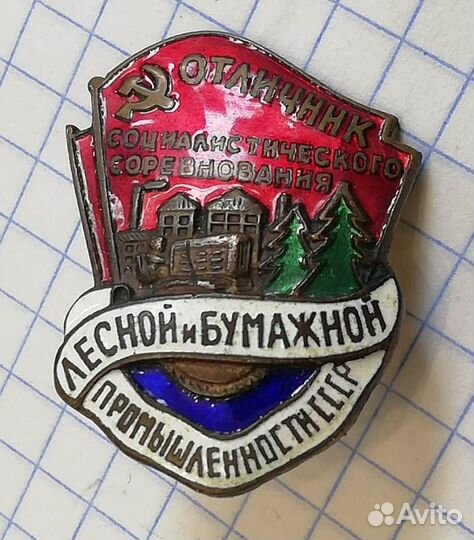 ОТЛИЧНИК
СОЦИАЛИСТИЧЕСКОГО
СОРЕВНОВАНИЯ
ЛЕСНОЙ и БУМАЖНОЙ
ПРОМЫШЛЕННОСТИ СССР
Avito